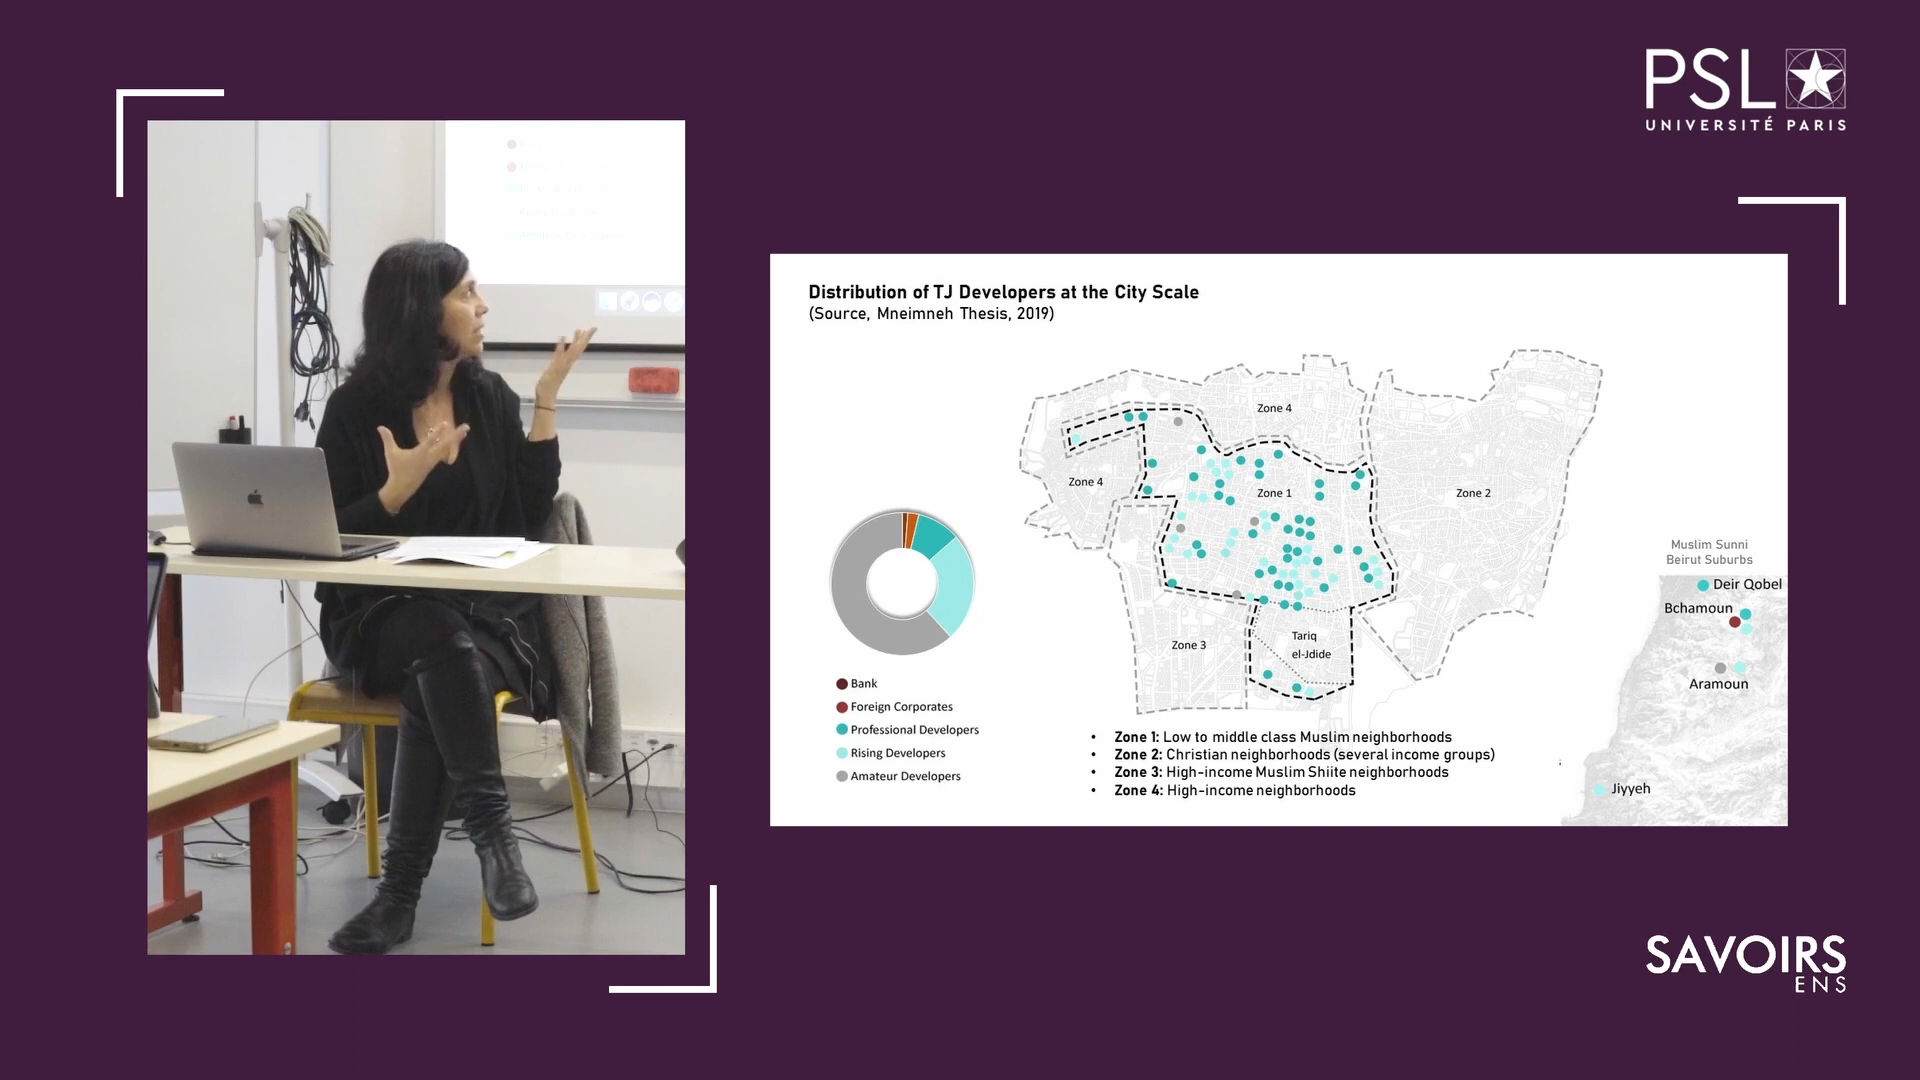 PSL
UNIVERSITÉ PARIS
Distribution of TJ Developers at the City Scale
(Source, Mneimneh Thesis, 2019)
Zone 4
Zone 4
Zone 1
Zone 2
Zone 3
Tariq
el-Jdide
Muslim Sunni
Beirut Suburbs
Deir Qobel
Bchamoun
Aramoun
Jiyyeh
Bank
Foreign Corporates
Professional Developers
Rising Developers
Amateur Developers
• Zone 1: Low to middle class Muslim neighborhoods
• Zone 2: Christian neighborhoods (several income groups)
• Zone 3: High-income Muslim Shiite neighborhoods
• Zone 4: High-income neighborhoods
SAVOIRS
ENS